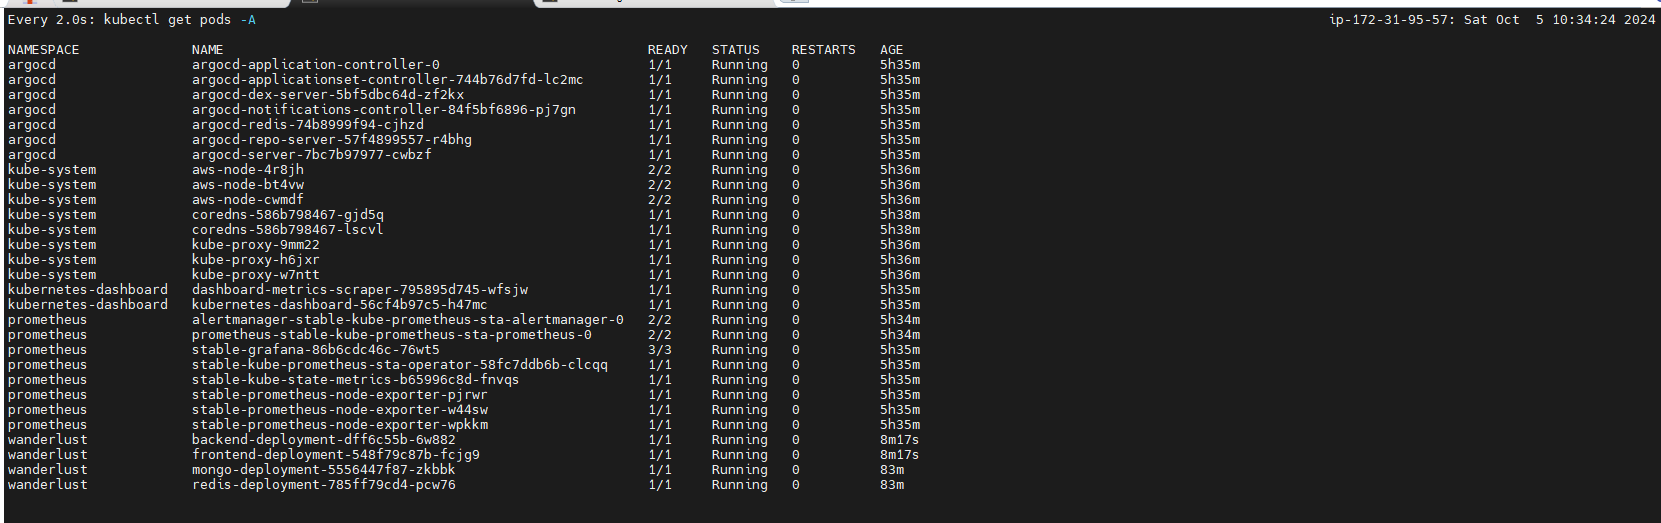 Every 2.0s: kubectl get pods -A ip-172-31-95-57: Sat Oct  5 10:34:24 2024
NAMESPACE NAME READY STATUS RESTARTS AGE
argocd argocd-application-controller-0 1/1 Running 0 5h35m
argocd argocd-applicationset-controller-744b76d7fd-lc2mc 1/1 Running 0 5h35m
argocd argocd-dex-server-5bf5dbc64d-zf2kx 1/1 Running 0 5h35m
argocd argocd-notifications-controller-84f5bf6896-pj7gn 1/1 Running 0 5h35m
argocd argocd-redis-74b8999f94-cjhzd 1/1 Running 0 5h35m
argocd argocd-repo-server-57f4899557-r4bhg 1/1 Running 0 5h35m
argocd argocd-server-7bc7b97977-cwbzf 1/1 Running 0 5h35m
kube-system aws-node-4r8jh 2/2 Running 0 5h36m
kube-system aws-node-bt4vw 2/2 Running 0 5h36m
kube-system aws-node-cwmdf 2/2 Running 0 5h36m
kube-system coredns-586b798467-gjd5q 1/1 Running 0 5h38m
kube-system coredns-586b798467-lscvl 1/1 Running 0 5h38m
kube-system kube-proxy-9mm22 1/1 Running 0 5h36m
kube-system kube-proxy-h6jxr 1/1 Running 0 5h36m
kube-system kube-proxy-w7ntt 1/1 Running 0 5h36m
kubernetes-dashboard dashboard-metrics-scraper-795895d745-wfsjw 1/1 Running 0 5h35m
kubernetes-dashboard kubernetes-dashboard-56cf4b97c5-h47mc 1/1 Running 0 5h35m
prometheus alertmanager-stable-kube-prometheus-sta-alertmanager-0 2/2 Running 0 5h34m
prometheus prometheus-stable-kube-prometheus-sta-prometheus-0 2/2 Running 0 5h34m
prometheus stable-grafana-86b6cdc46c-76wt5 3/3 Running 0 5h35m
prometheus stable-kube-prometheus-sta-operator-58fc7ddb6b-clcqq 1/1 Running 0 5h35m
prometheus stable-kube-state-metrics-b65996c8d-fnvqs 1/1 Running 0 5h35m
prometheus stable-prometheus-node-exporter-pjrwr 1/1 Running 0 5h35m
prometheus stable-prometheus-node-exporter-w44sw 1/1 Running 0 5h35m
prometheus stable-prometheus-node-exporter-wpkkm 1/1 Running 0 5h35m
wanderlust backend-deployment-dff6c55b-6w882 1/1 Running 0 8m17s
wanderlust frontend-deployment-548f79c87b-fcjg9 1/1 Running 0 8m17s
wanderlust mongo-deployment-5556447f87-zkbbk 1/1 Running 0 83m
wanderlust redis-deployment-785ff79cd4-pcw76 1/1 Running 0 83m